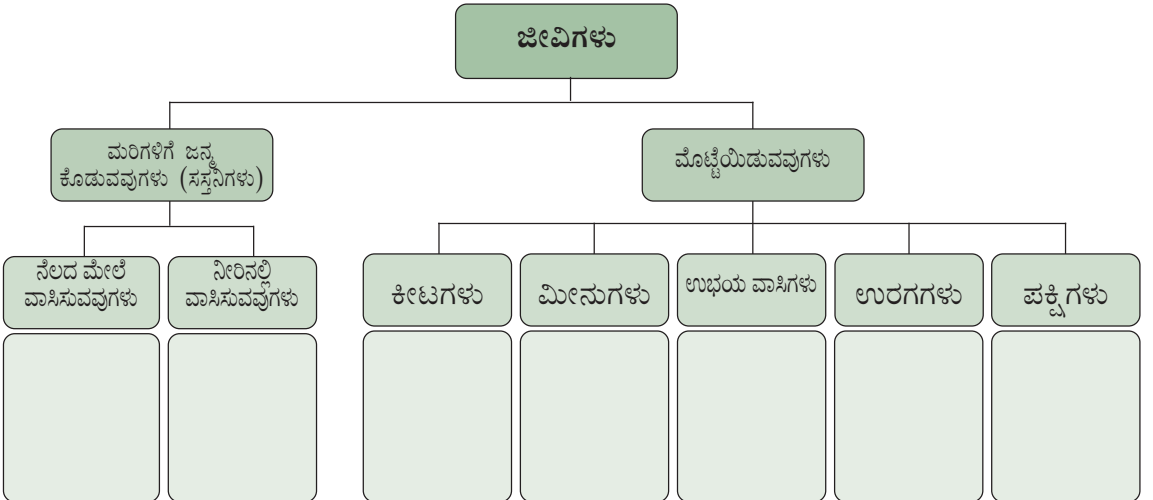 ಜೀವಿಗಳು
ಮರಿಗಳಿಗೆ ಜನ್ಮ
ಕೊಡುವವುಗಳು (ಸಸ್ತನಿಗಳು)
ಮೊಟ್ಟೆಯಿಡುವವುಗಳು
ನೆಲದ ಮೇಲೆ
ವಾಸಿಸುವವುಗಳು
ನೀರಿನಲ್ಲಿ
ವಾಸಿಸುವವುಗಳು
ಕೀಟಗಳು
ಮೀನುಗಳು
ಉಭಯ ವಾಸಿಗಳು
ಉರಗಗಳು
ಪಕ್ಷಿಗಳು